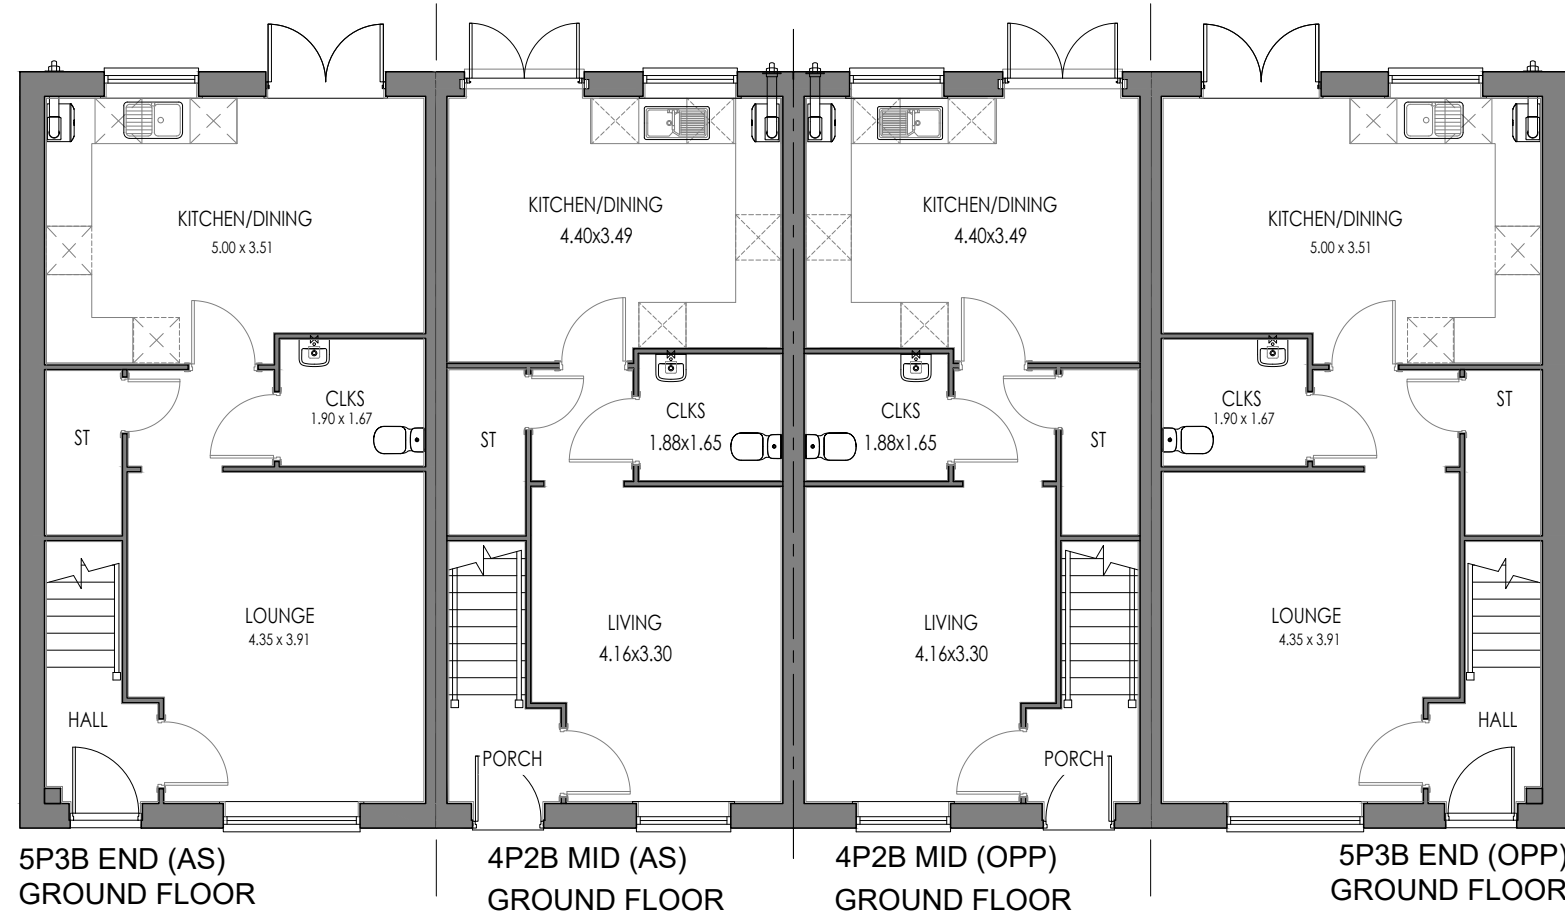 KITCHEN/DINING
5.00 x 3.51
CLKS
1.90 x 1.67
ST
LOUNGE
4.35 x 3.91
HALL
5P3B END (AS)
GROUND FLOOR
KITCHEN/DINING
4.40x3.49
CLKS
1.88x1.65
ST
LIVING
4.16x3.30
PORCH
4P2B MID (AS)
GROUND FLOOR
KITCHEN/DINING
4.40x3.49
CLKS
1.88x1.65
ST
LIVING
4.16x3.30
PORCH
4P2B MID (OPP)
GROUND FLOOR
KITCHEN/DINING
5.00 x 3.51
CLKS
1.90 x 1.67
ST
LOUNGE
4.35 x 3.91
HALL
5P3B END (OPP)
GROUND FLOOR